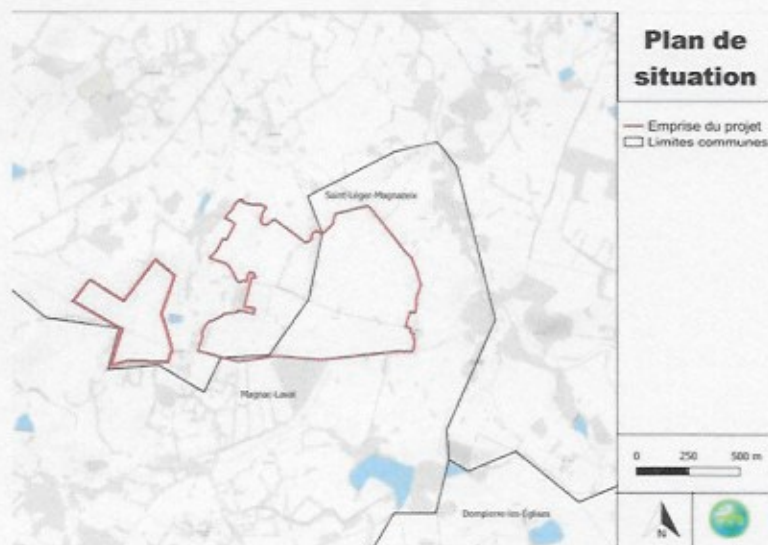 Plan de
situation
Emprise du projet
Limites communes
Saint-Léger-Magnazeix
Magnac-Laval
Dompierre-les-Églises
0 250 500 m
N